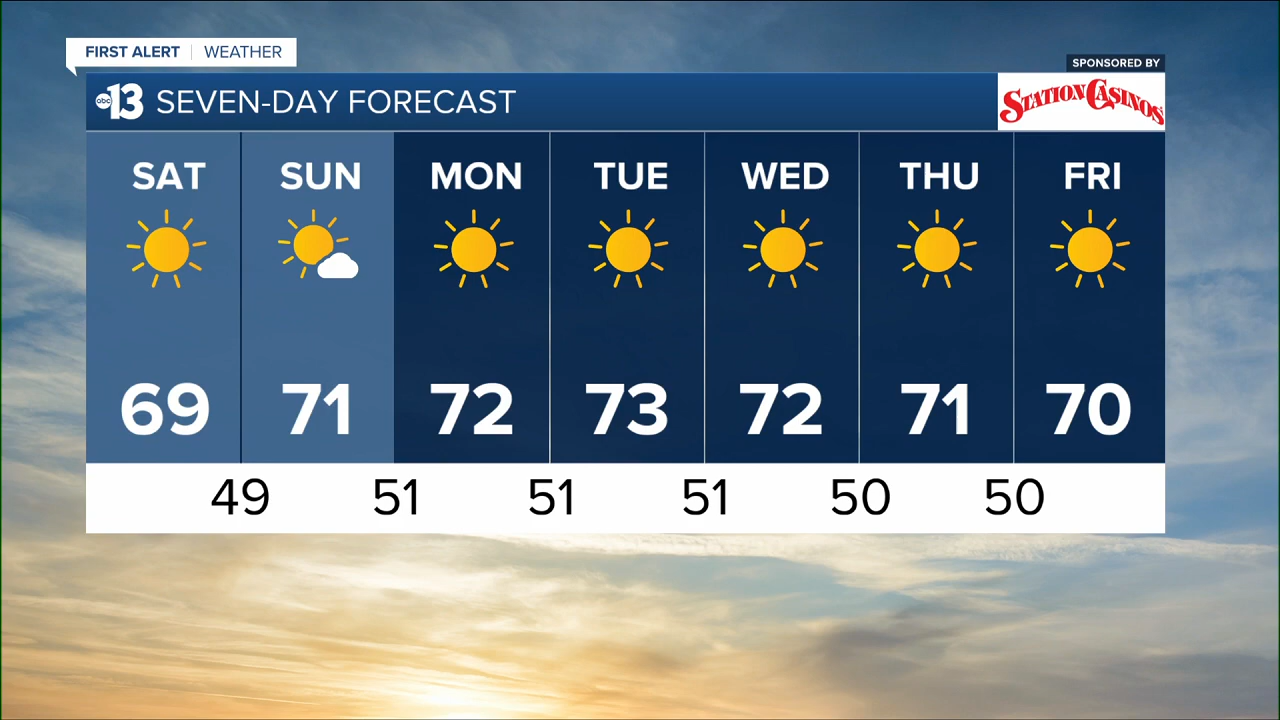 FIRST ALERT | WEATHER
SPONSORED BY
abc 13 SEVEN-DAY FORECAST
STATION CASINOS
SAT SUN MON TUE WED THU FRI
69 71 72 73 72 71 70
49 51 51 51 50 50